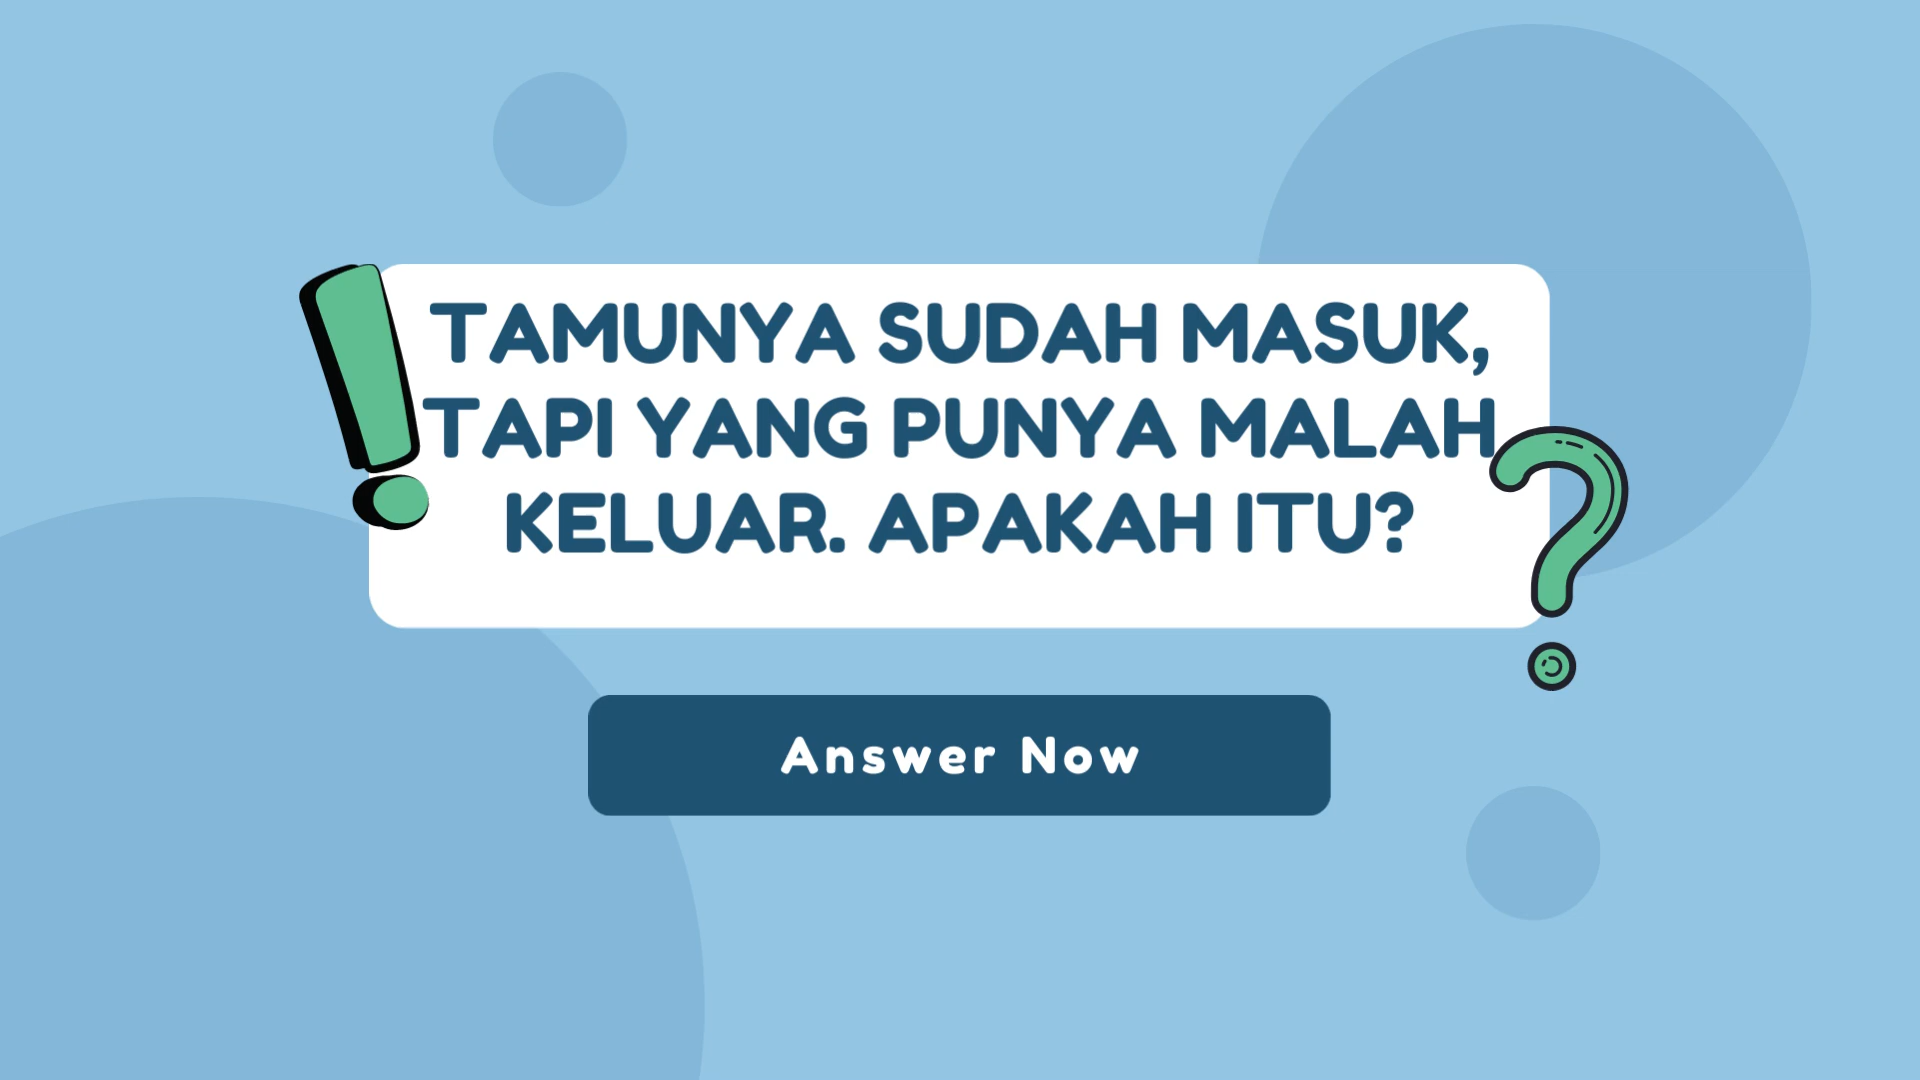 TAMUNYA SUDAH MASUK,
TAPI YANG PUNYA MALAH
KELUAR. APAKAH ITU?
Answer Now